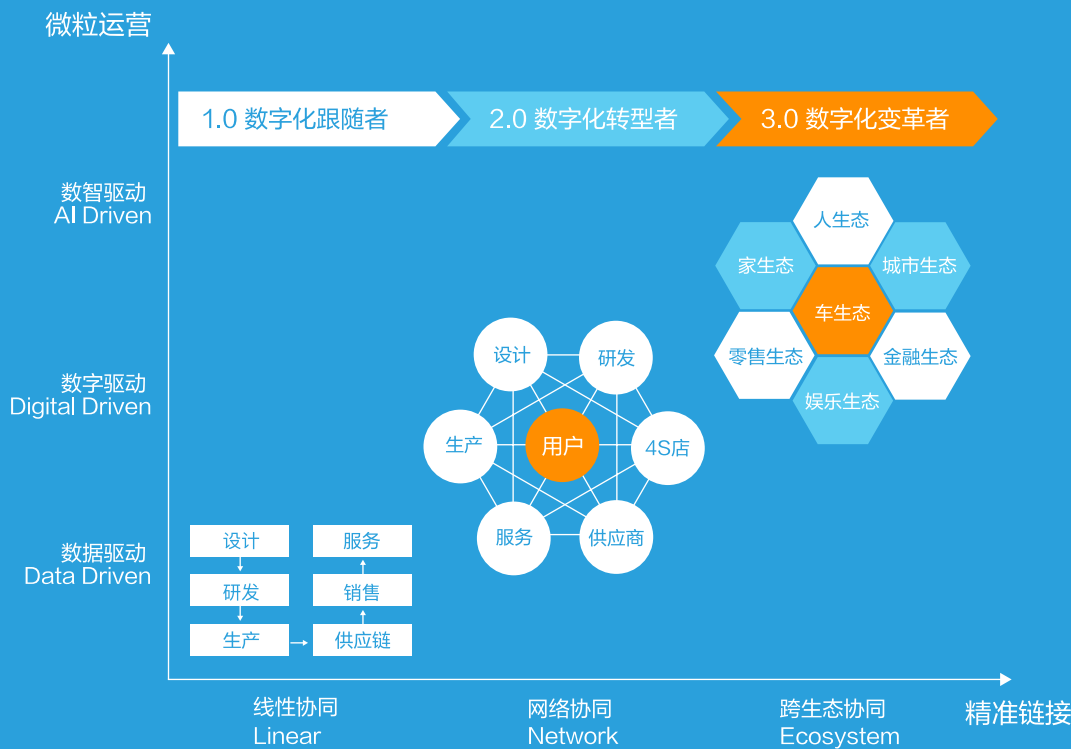 微粒运营
1.0 数字化跟随者
2.0 数字化转型者
3.0 数字化变革者
数智驱动
AI Driven
数字驱动
Digital Driven
数据驱动
Data Driven
设计
研发
生产
供应链
销售
服务
设计
研发
生产
用户
4S店
服务
供应商
人生态
家生态
城市生态
车生态
零售生态
金融生态
娱乐生态
线性协同
Linear
网络协同
Network
跨生态协同
Ecosystem
精准链接